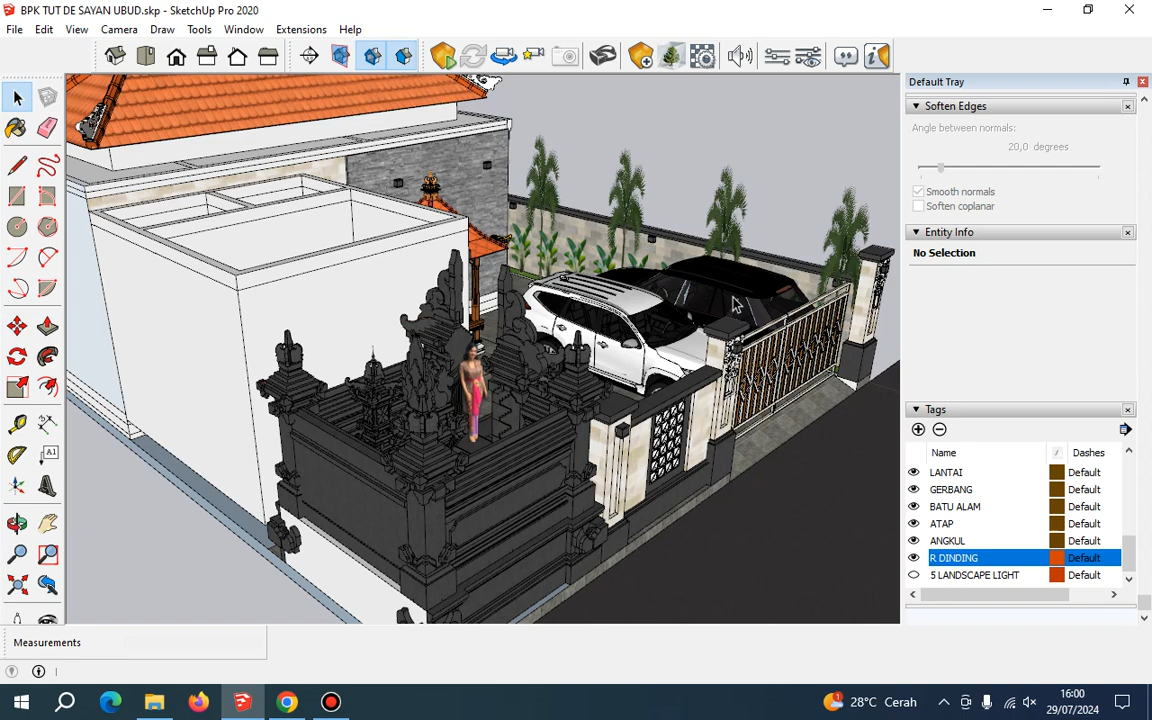 BPK TUT DE SAYAN UBUD.skp - SketchUp Pro 2020
File Edit View Camera Draw Tools Window Extensions Help
Default Tray
Soften Edges
Angle between normals:
20,0 degrees
Smooth normals
Soften coplanar
Entity Info
No Selection
Tags
Name Dashes
LANTAI Default
GERBANG Default
BATU ALAM Default
ATAP Default
ANGKUL Default
R DINDING Default
5 LANDSCAPE LIGHT Default
A1
Measurements
1
28°C Cerah
16:00
29/07/2024